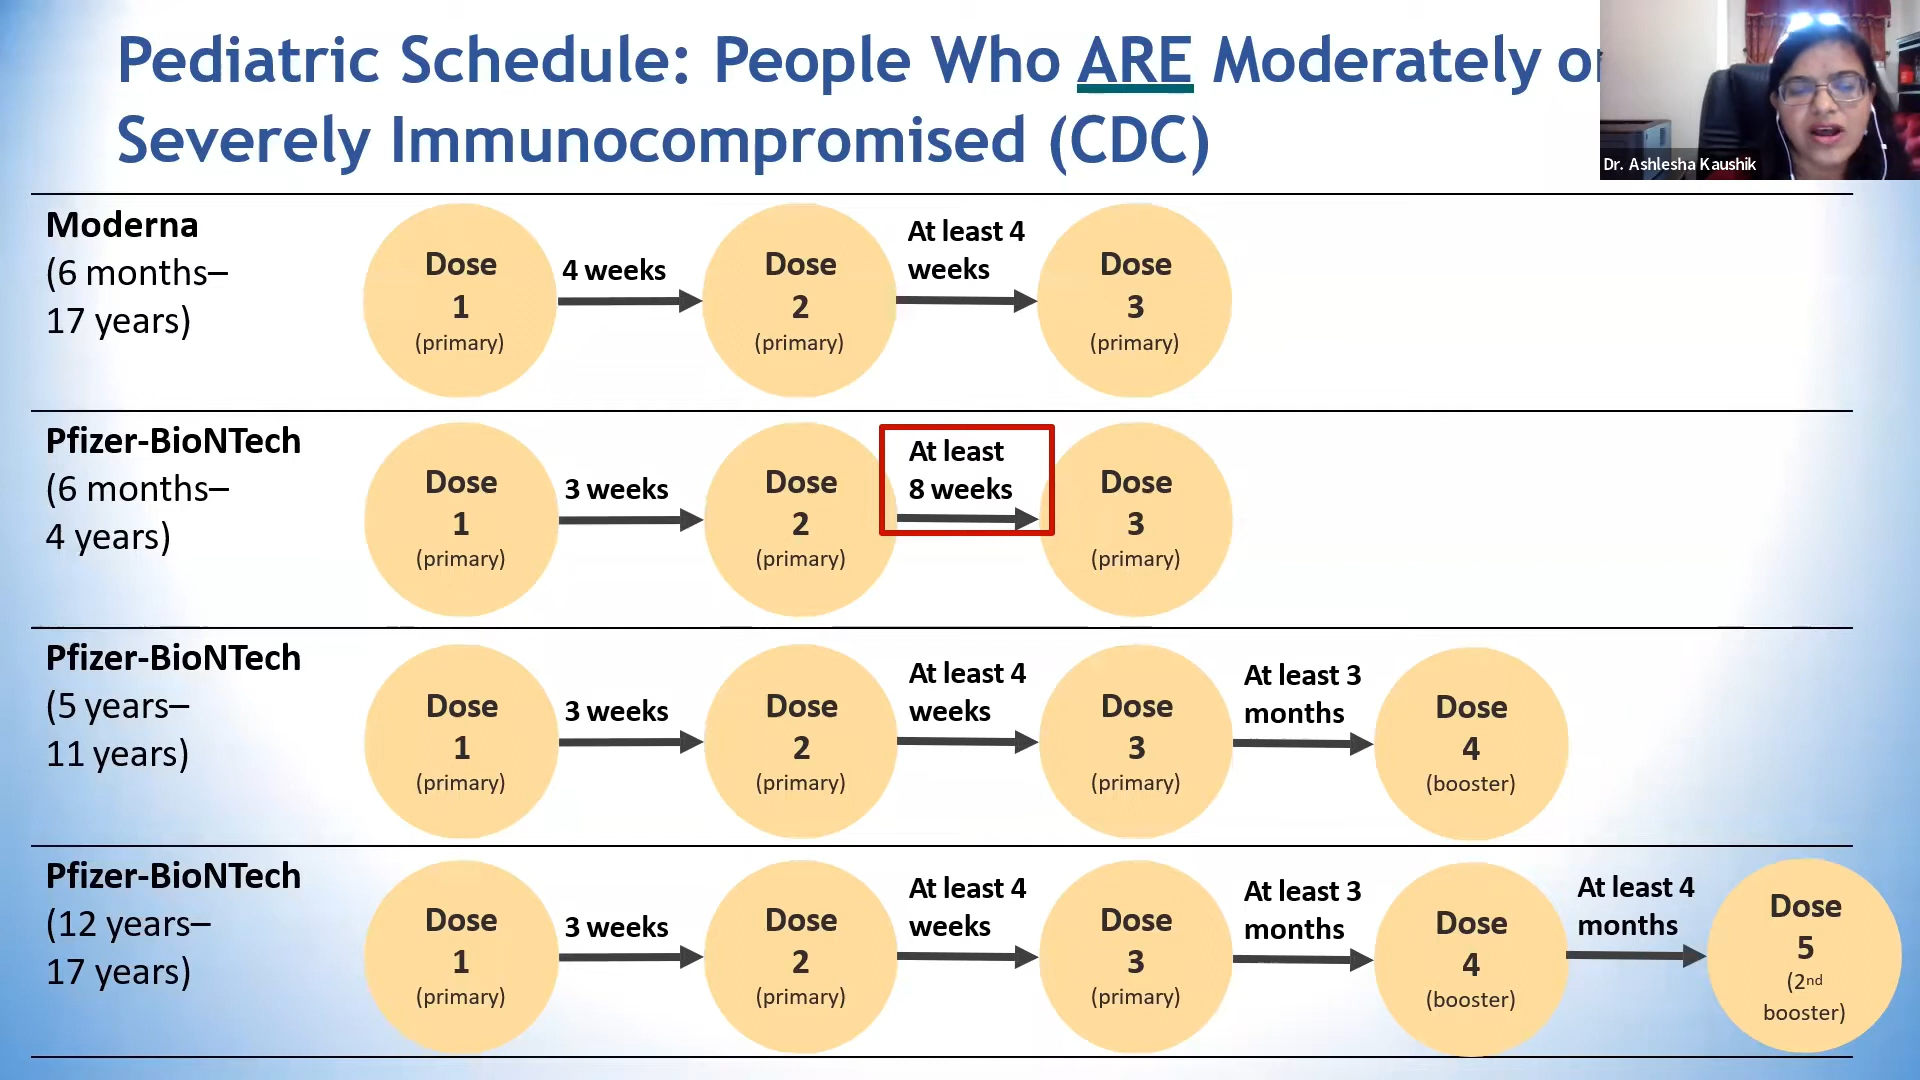 Pediatric Schedule: People Who ARE Moderately or
Severely Immunocompromised (CDC)
Dr. Ashlesha Kaushik
Moderna
(6 months–
17 years)
Dose
1
(primary)
4 weeks
Dose
2
(primary)
At least 4
weeks
Dose
3
(primary)
Pfizer-BioNTech
(6 months–
4 years)
Dose
1
(primary)
3 weeks
Dose
2
(primary)
At least
8 weeks
Dose
3
(primary)
Pfizer-BioNTech
(5 years–
11 years)
Dose
1
(primary)
3 weeks
Dose
2
(primary)
At least 4
weeks
Dose
3
(primary)
At least 3
months
Dose
4
(booster)
Pfizer-BioNTech
(12 years–
17 years)
Dose
1
(primary)
3 weeks
Dose
2
(primary)
At least 4
weeks
Dose
3
(primary)
At least 3
months
Dose
4
(booster)
At least 4
months
Dose
5
(2nd
booster)